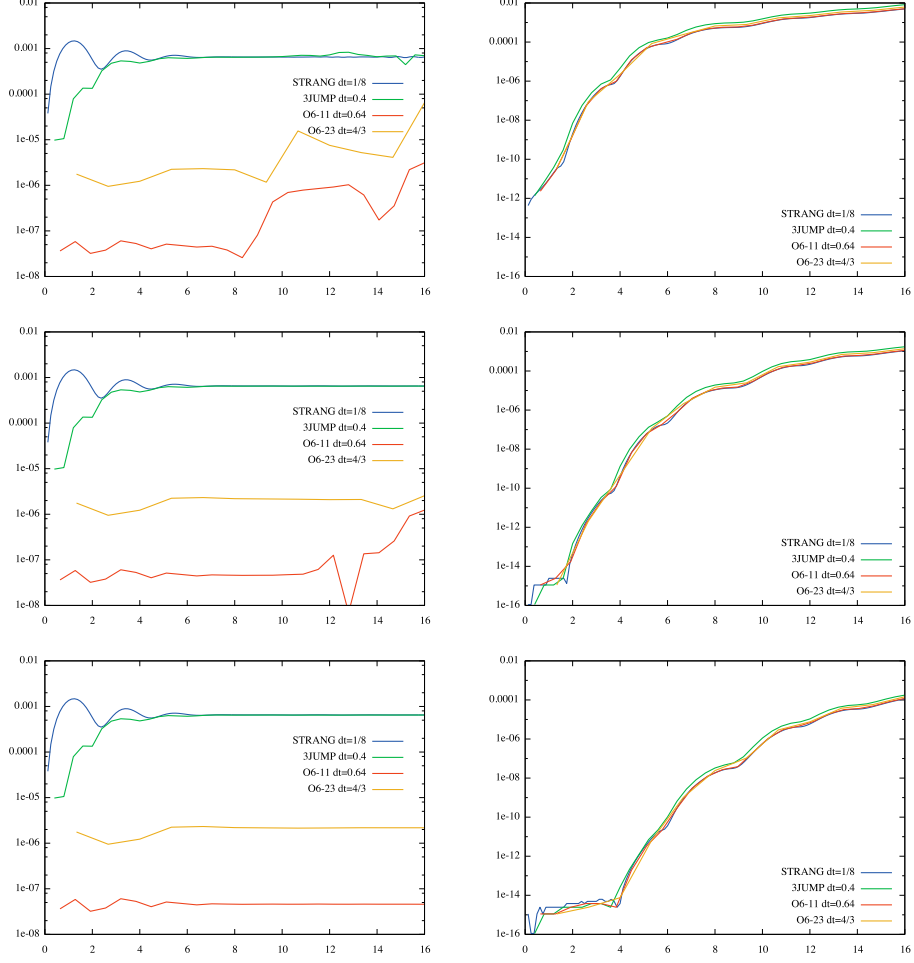 0.01
0.001
0.0001
1e-05
1e-06
1e-07
1e-08
0 2 4 6 8 10 12 14 16
STRANG dt=1/8
3JUMP dt=0.4
O6-11 dt=0.64
O6-23 dt=4/3
0.01
0.0001
1e-06
1e-08
1e-10
1e-12
1e-14
1e-16
0 2 4 6 8 10 12 14 16
STRANG dt=1/8
3JUMP dt=0.4
O6-11 dt=0.64
O6-23 dt=4/3
0.01
0.001
0.0001
1e-05
1e-06
1e-07
1e-08
0 2 4 6 8 10 12 14 16
STRANG dt=1/8
3JUMP dt=0.4
O6-11 dt=0.64
O6-23 dt=4/3
0.01
0.0001
1e-06
1e-08
1e-10
1e-12
1e-14
1e-16
0 2 4 6 8 10 12 14 16
STRANG dt=1/8
3JUMP dt=0.4
O6-11 dt=0.64
O6-23 dt=4/3
0.01
0.001
0.0001
1e-05
1e-06
1e-07
1e-08
0 2 4 6 8 10 12 14 16
STRANG dt=1/8
3JUMP dt=0.4
O6-11 dt=0.64
O6-23 dt=4/3
0.01
0.0001
1e-06
1e-08
1e-10
1e-12
1e-14
1e-16
0 2 4 6 8 10 12 14 16
STRANG dt=1/8
3JUMP dt=0.4
O6-11 dt=0.64
O6-23 dt=4/3